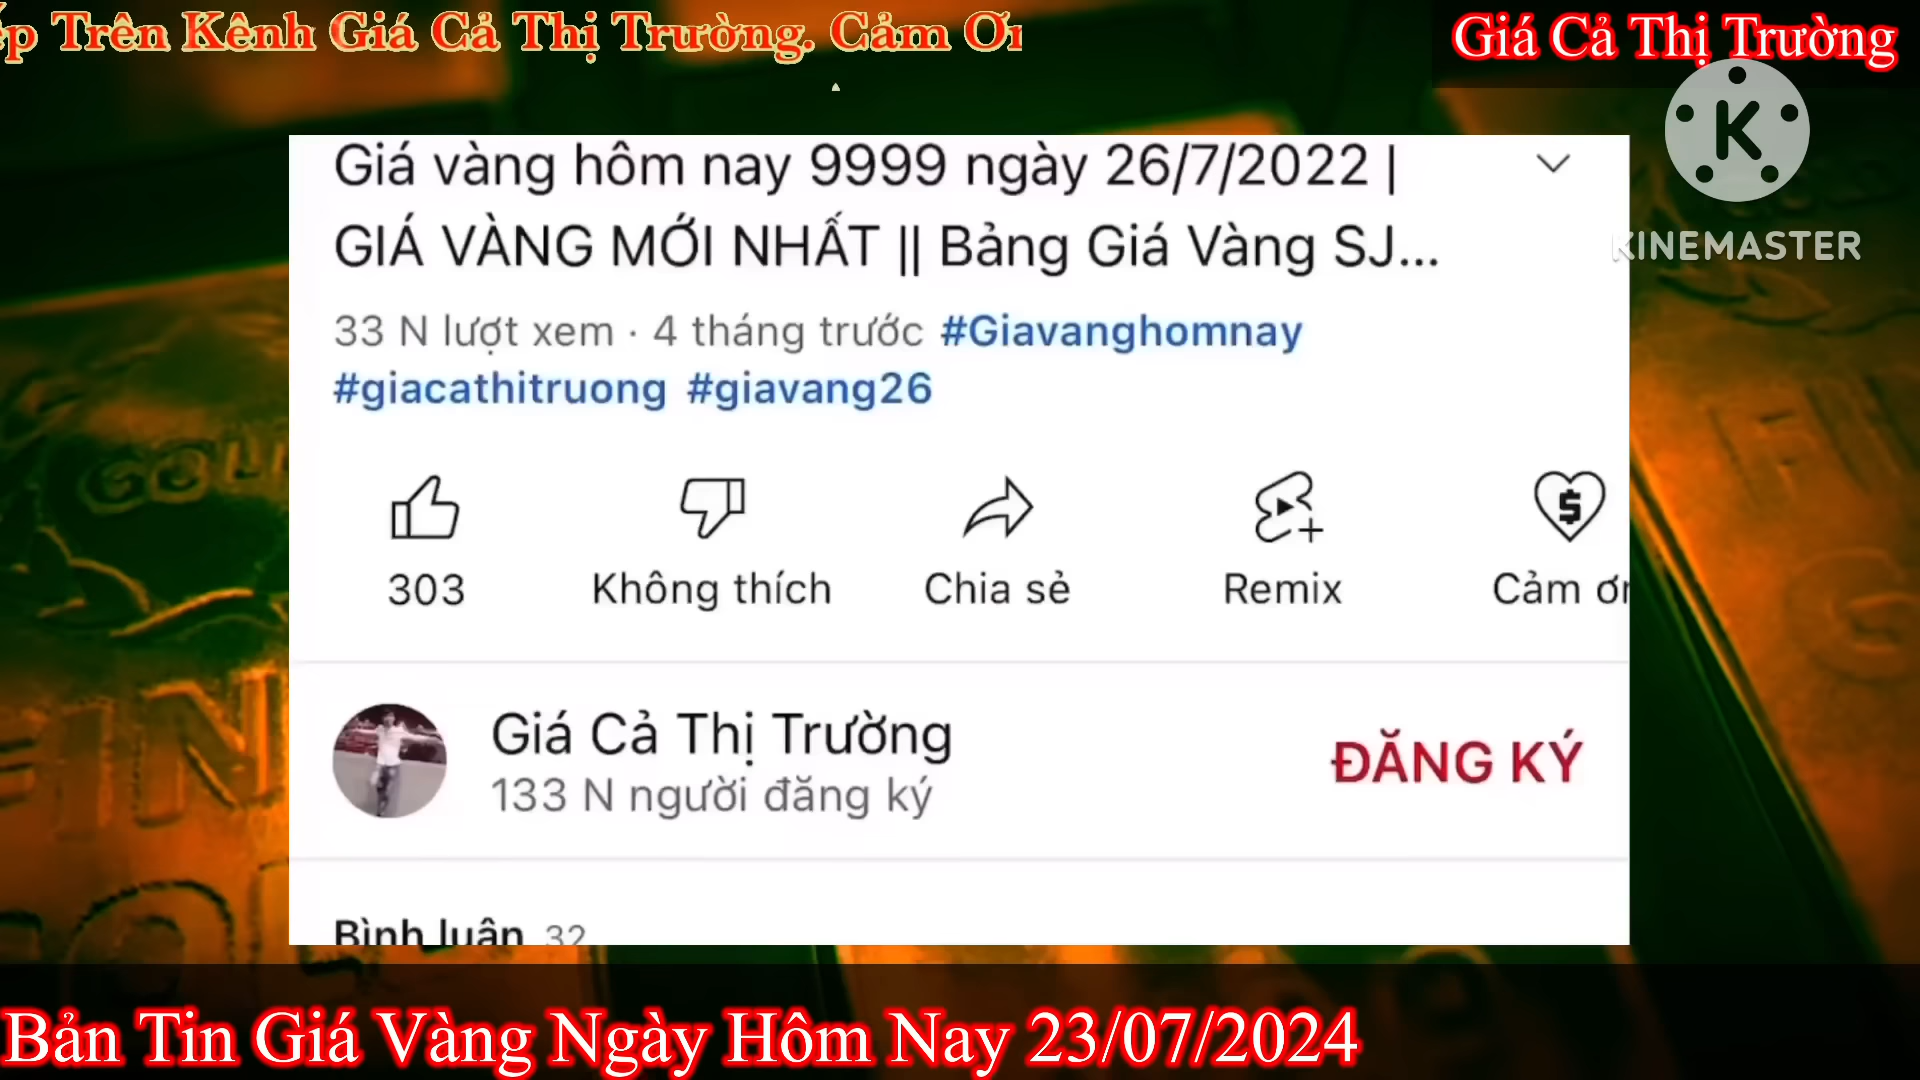 Trên Kênh Giá Cả Thị Trường. Cảm Ơn
Giá Cả Thị Trường
KINEMASTER
Giá vàng hôm nay 9999 ngày 26/7/2022 |
GIÁ VÀNG MỚI NHẤT || Bảng Giá Vàng SJ...
33 N lượt xem · 4 tháng trước #Giavanghomnay
#giacathitruong #giavang26
303 Không thích Chia sẻ Remix Cảm ơn
Giá Cả Thị Trường
133 N người đăng ký
ĐĂNG KÝ
Bình luận 32
Bản Tin Giá Vàng Ngày Hôm Nay 23/07/2024